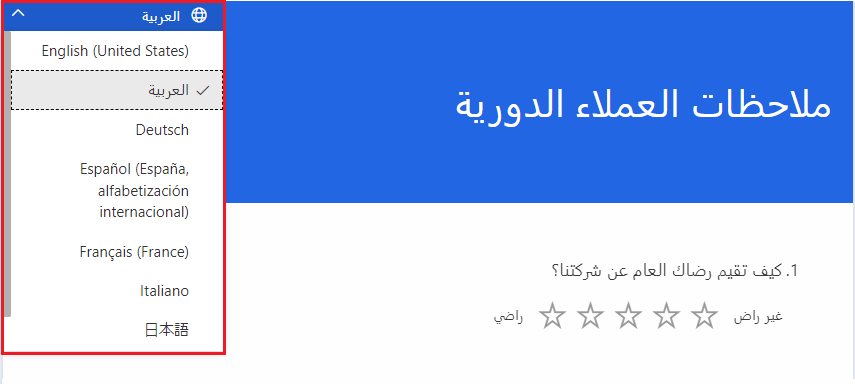 العربية
English (United States)
العربية
Deutsch
Español (España,
alfabetización
internacional)
Français (France)
Italiano
日本語
ملاحظات العملاء الدورية
1. كيف تقيم رضاك العام عن شركتنا؟
غير راض
راضي